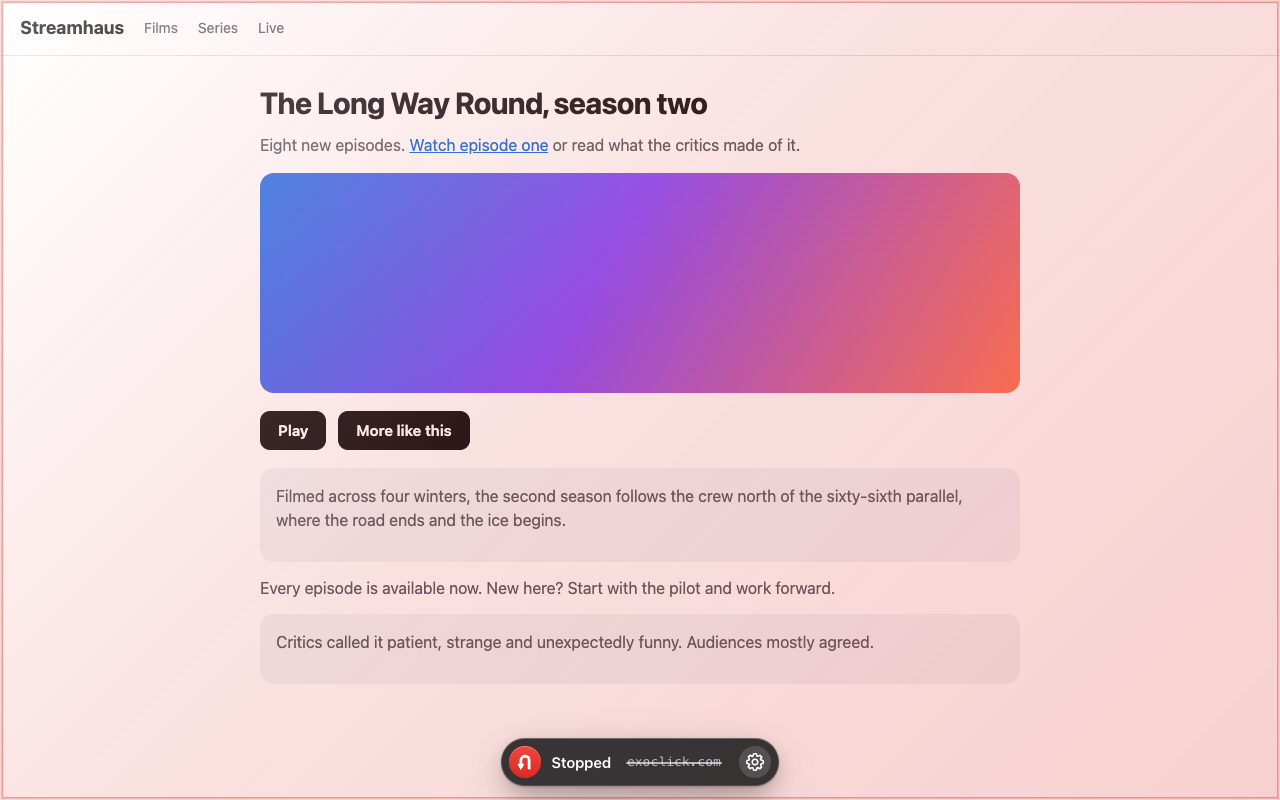 Streamhaus Films Series Live
The Long Way Round, season two
Eight new episodes. Watch episode one or read what the critics made of it.
Play More like this
Filmed across four winters, the second season follows the crew north of the sixty-sixth parallel,
where the road ends and the ice begins.
Every episode is available now. New here? Start with the pilot and work forward.
Critics called it patient, strange and unexpectedly funny. Audiences mostly agreed.
Stopped exoclick.com